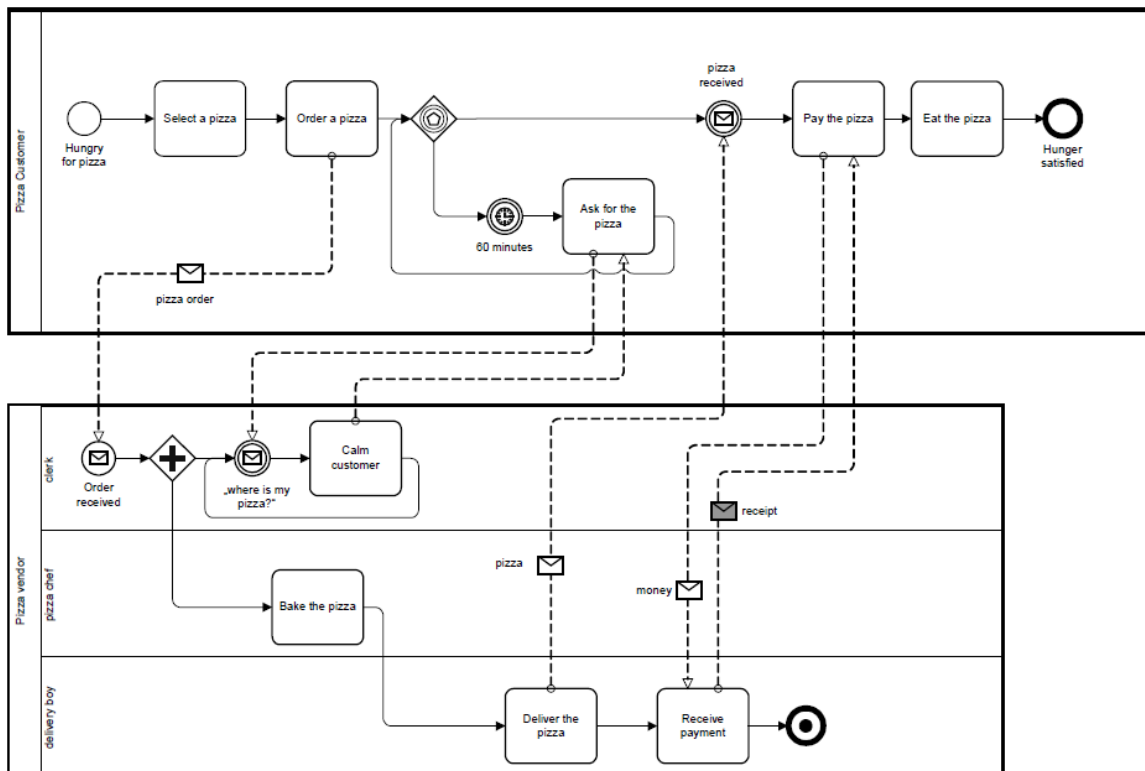 Pizza Customer
Hungry
for pizza
Select a pizza
Order a pizza
60 minutes
Ask for the
pizza
pizza
received
Pay the pizza
Eat the pizza
Hunger
satisfied
pizza order
Pizza vendor
clerk
Order
received
„where is my
pizza?“
Calm
customer
receipt
pizza chef
Bake the pizza
pizza
money
delivery boy
Deliver the
pizza
Receive
payment